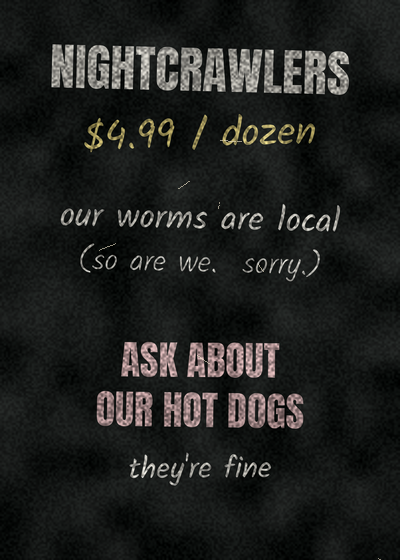 NIGHTCRAWLERS
$4.99 / dozen
our worms are local
(so are we. sorry.)
ASK ABOUT
OUR HOT DOGS
they're fine